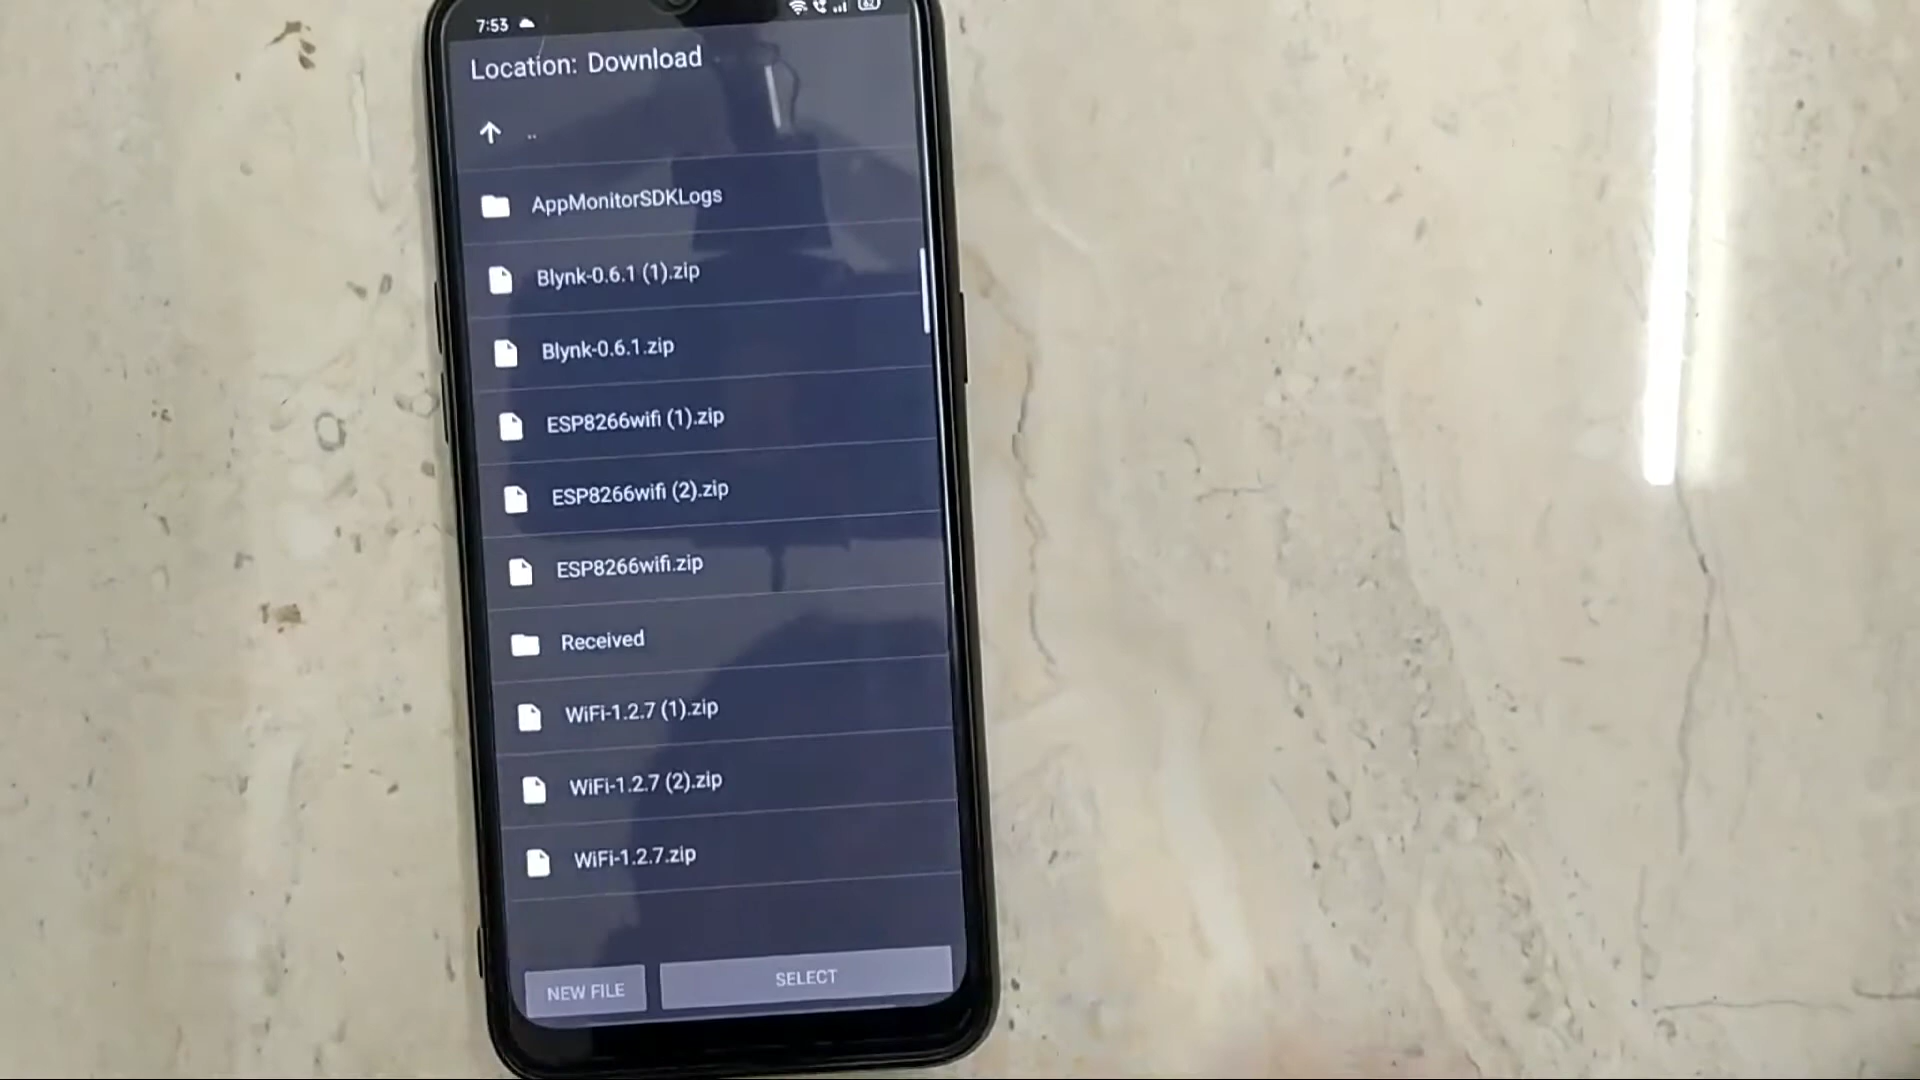 7:53
Location: Download
..
AppMonitorSDKLogs
Blynk-0.6.1 (1).zip
Blynk-0.6.1.zip
ESP8266wifi (1).zip
ESP8266wifi (2).zip
ESP8266wifi.zip
Received
WiFi-1.2.7 (1).zip
WiFi-1.2.7 (2).zip
WiFi-1.2.7.zip
NEW FILE
SELECT